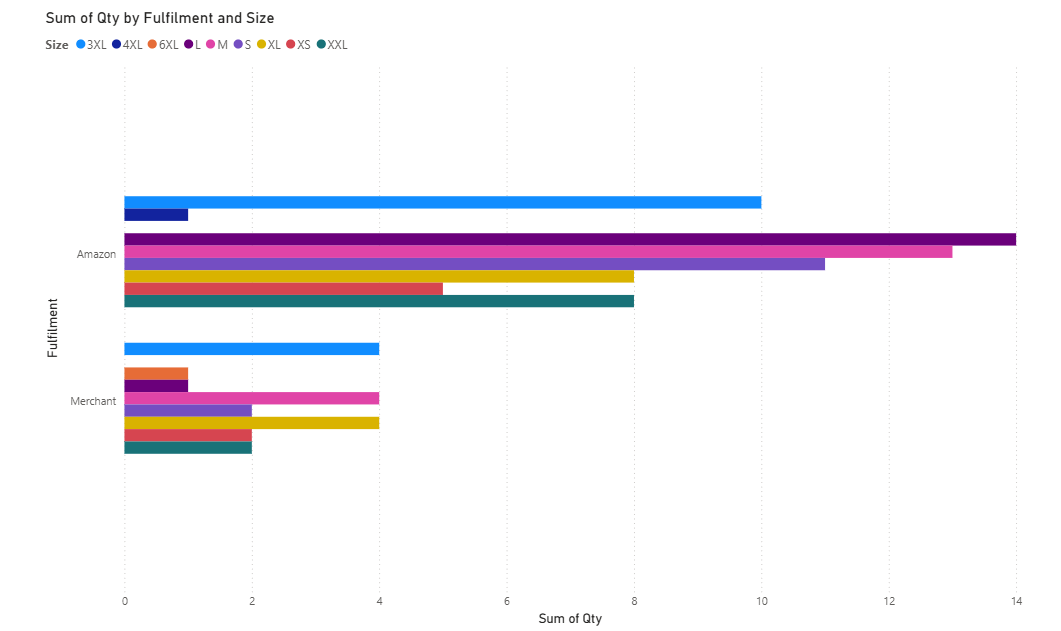 Sum of Qty by Fulfilment and Size
Size 3XL 4XL 6XL L M S XL XS XXL
Fulfilment
Amazon
Merchant
0 2 4 6 8 10 12 14
Sum of Qty